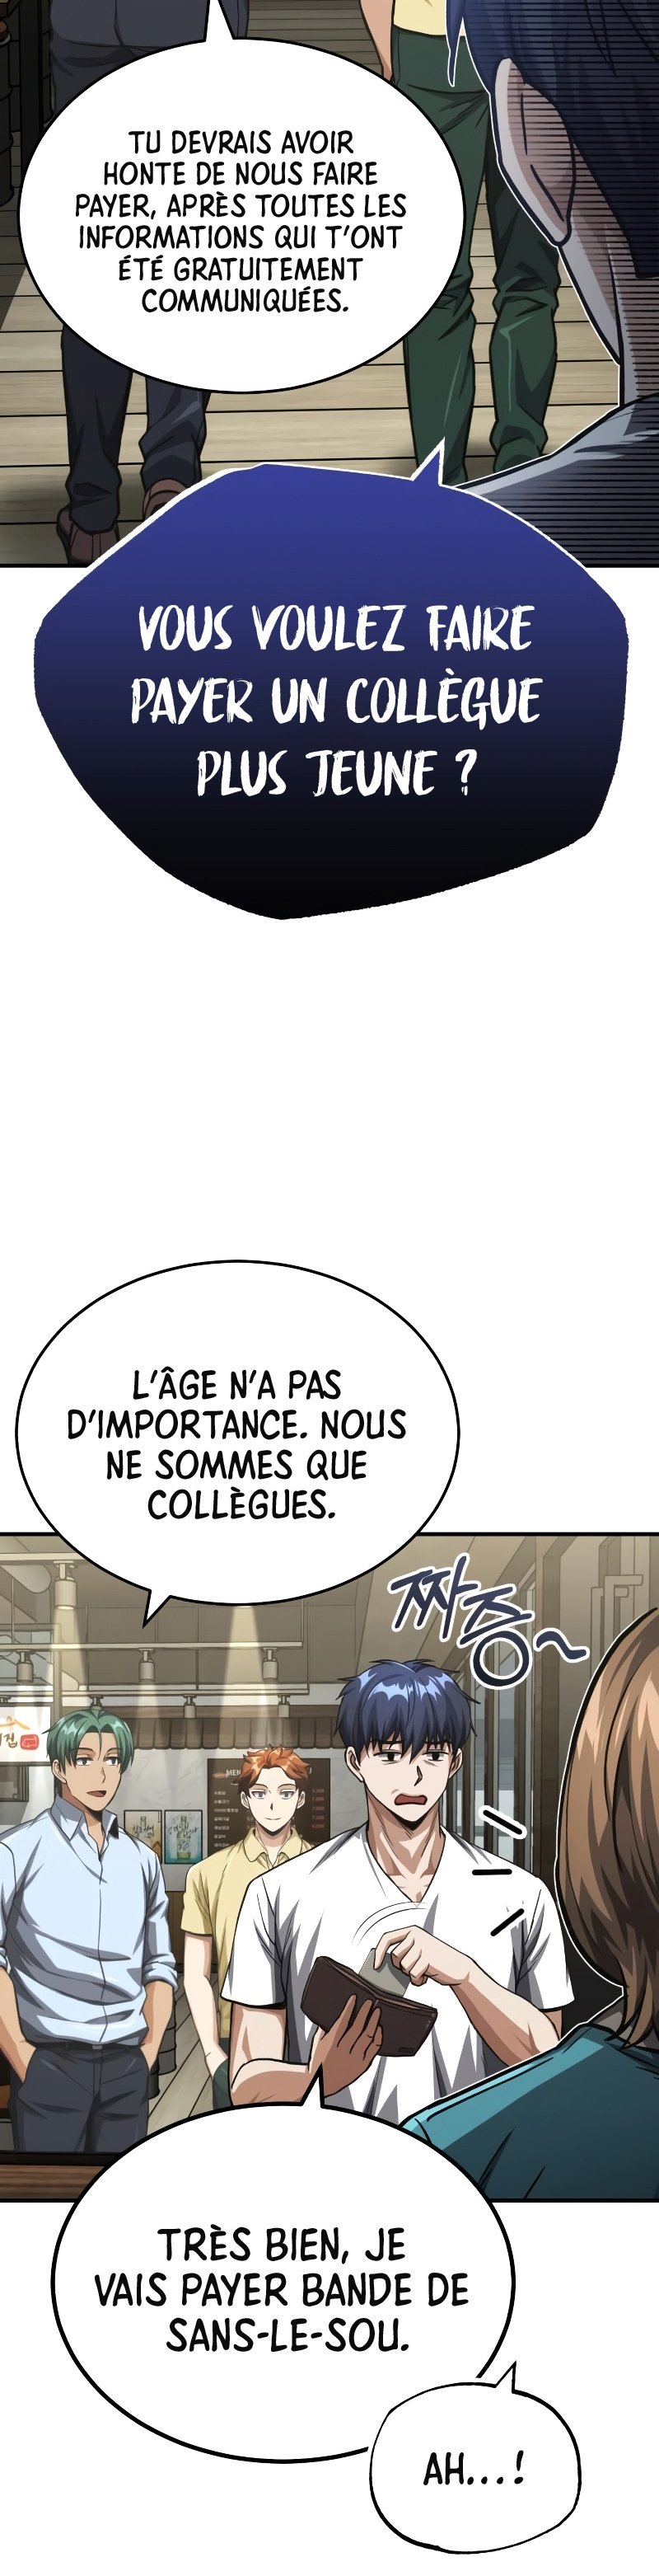 TU DEVRAIS AVOIR
HONTE DE NOUS FAIRE
PAYER, APRÈS TOUTES LES
INFORMATIONS QUI T'ONT
ÉTÉ GRATUITEMENT
COMMUNIQUÉES.
VOUS VOULEZ FAIRE
PAYER UN COLLÈGUE
PLUS JEUNE ?
L'ÂGE N'A PAS
D'IMPORTANCE. NOUS
NE SOMMES QUE
COLLÈGUES.
짜증~
TRÈS BIEN, JE
VAIS PAYER BANDE DE
SANS-LE-SOU.
AH...!